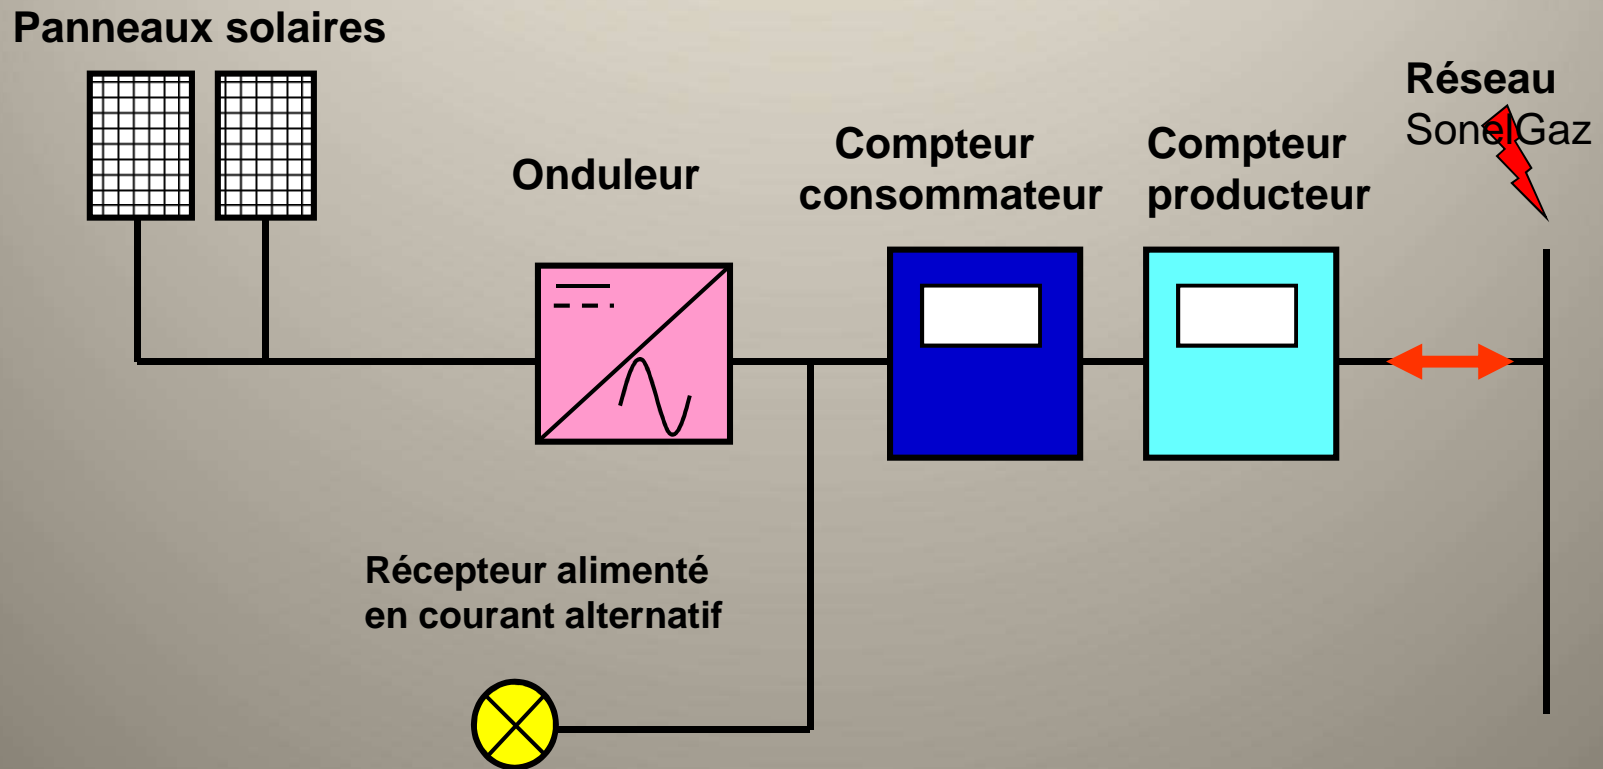 Panneaux solaires
Réseau
SonelGaz
Onduleur
Compteur
consommateur
Compteur
producteur
Récepteur alimenté
en courant alternatif